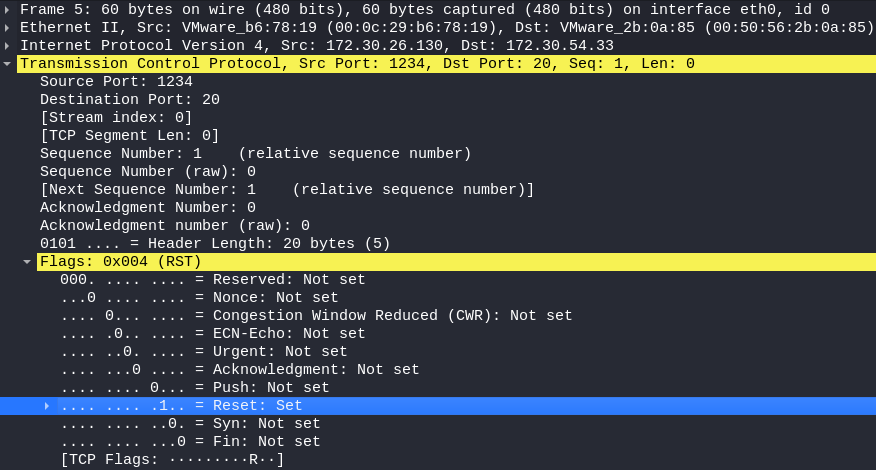 Frame 5: 60 bytes on wire (480 bits), 60 bytes captured (480 bits) on interface eth0, id 0
Ethernet II, Src: VMware_b6:78:19 (00:0c:29:b6:78:19), Dst: VMware_2b:0a:85 (00:50:56:2b:0a:85)
Internet Protocol Version 4, Src: 172.30.26.130, Dst: 172.30.54.33
Transmission Control Protocol, Src Port: 1234, Dst Port: 20, Seq: 1, Len: 0
Source Port: 1234
Destination Port: 20
[Stream index: 0]
[TCP Segment Len: 0]
Sequence Number: 1    (relative sequence number)
Sequence Number (raw): 0
[Next Sequence Number: 1    (relative sequence number)]
Acknowledgment Number: 0
Acknowledgment number (raw): 0
0101 .... = Header Length: 20 bytes (5)
Flags: 0x004 (RST)
000. .... .... = Reserved: Not set
...0 .... .... = Nonce: Not set
.... 0... .... = Congestion Window Reduced (CWR): Not set
.... .0.. .... = ECN-Echo: Not set
.... ..0. .... = Urgent: Not set
.... ...0 .... = Acknowledgment: Not set
.... .... 0... = Push: Not set
.... .... .1.. = Reset: Set
.... .... ..0. = Syn: Not set
.... .... ...0 = Fin: Not set
[TCP Flags: ·········R··]